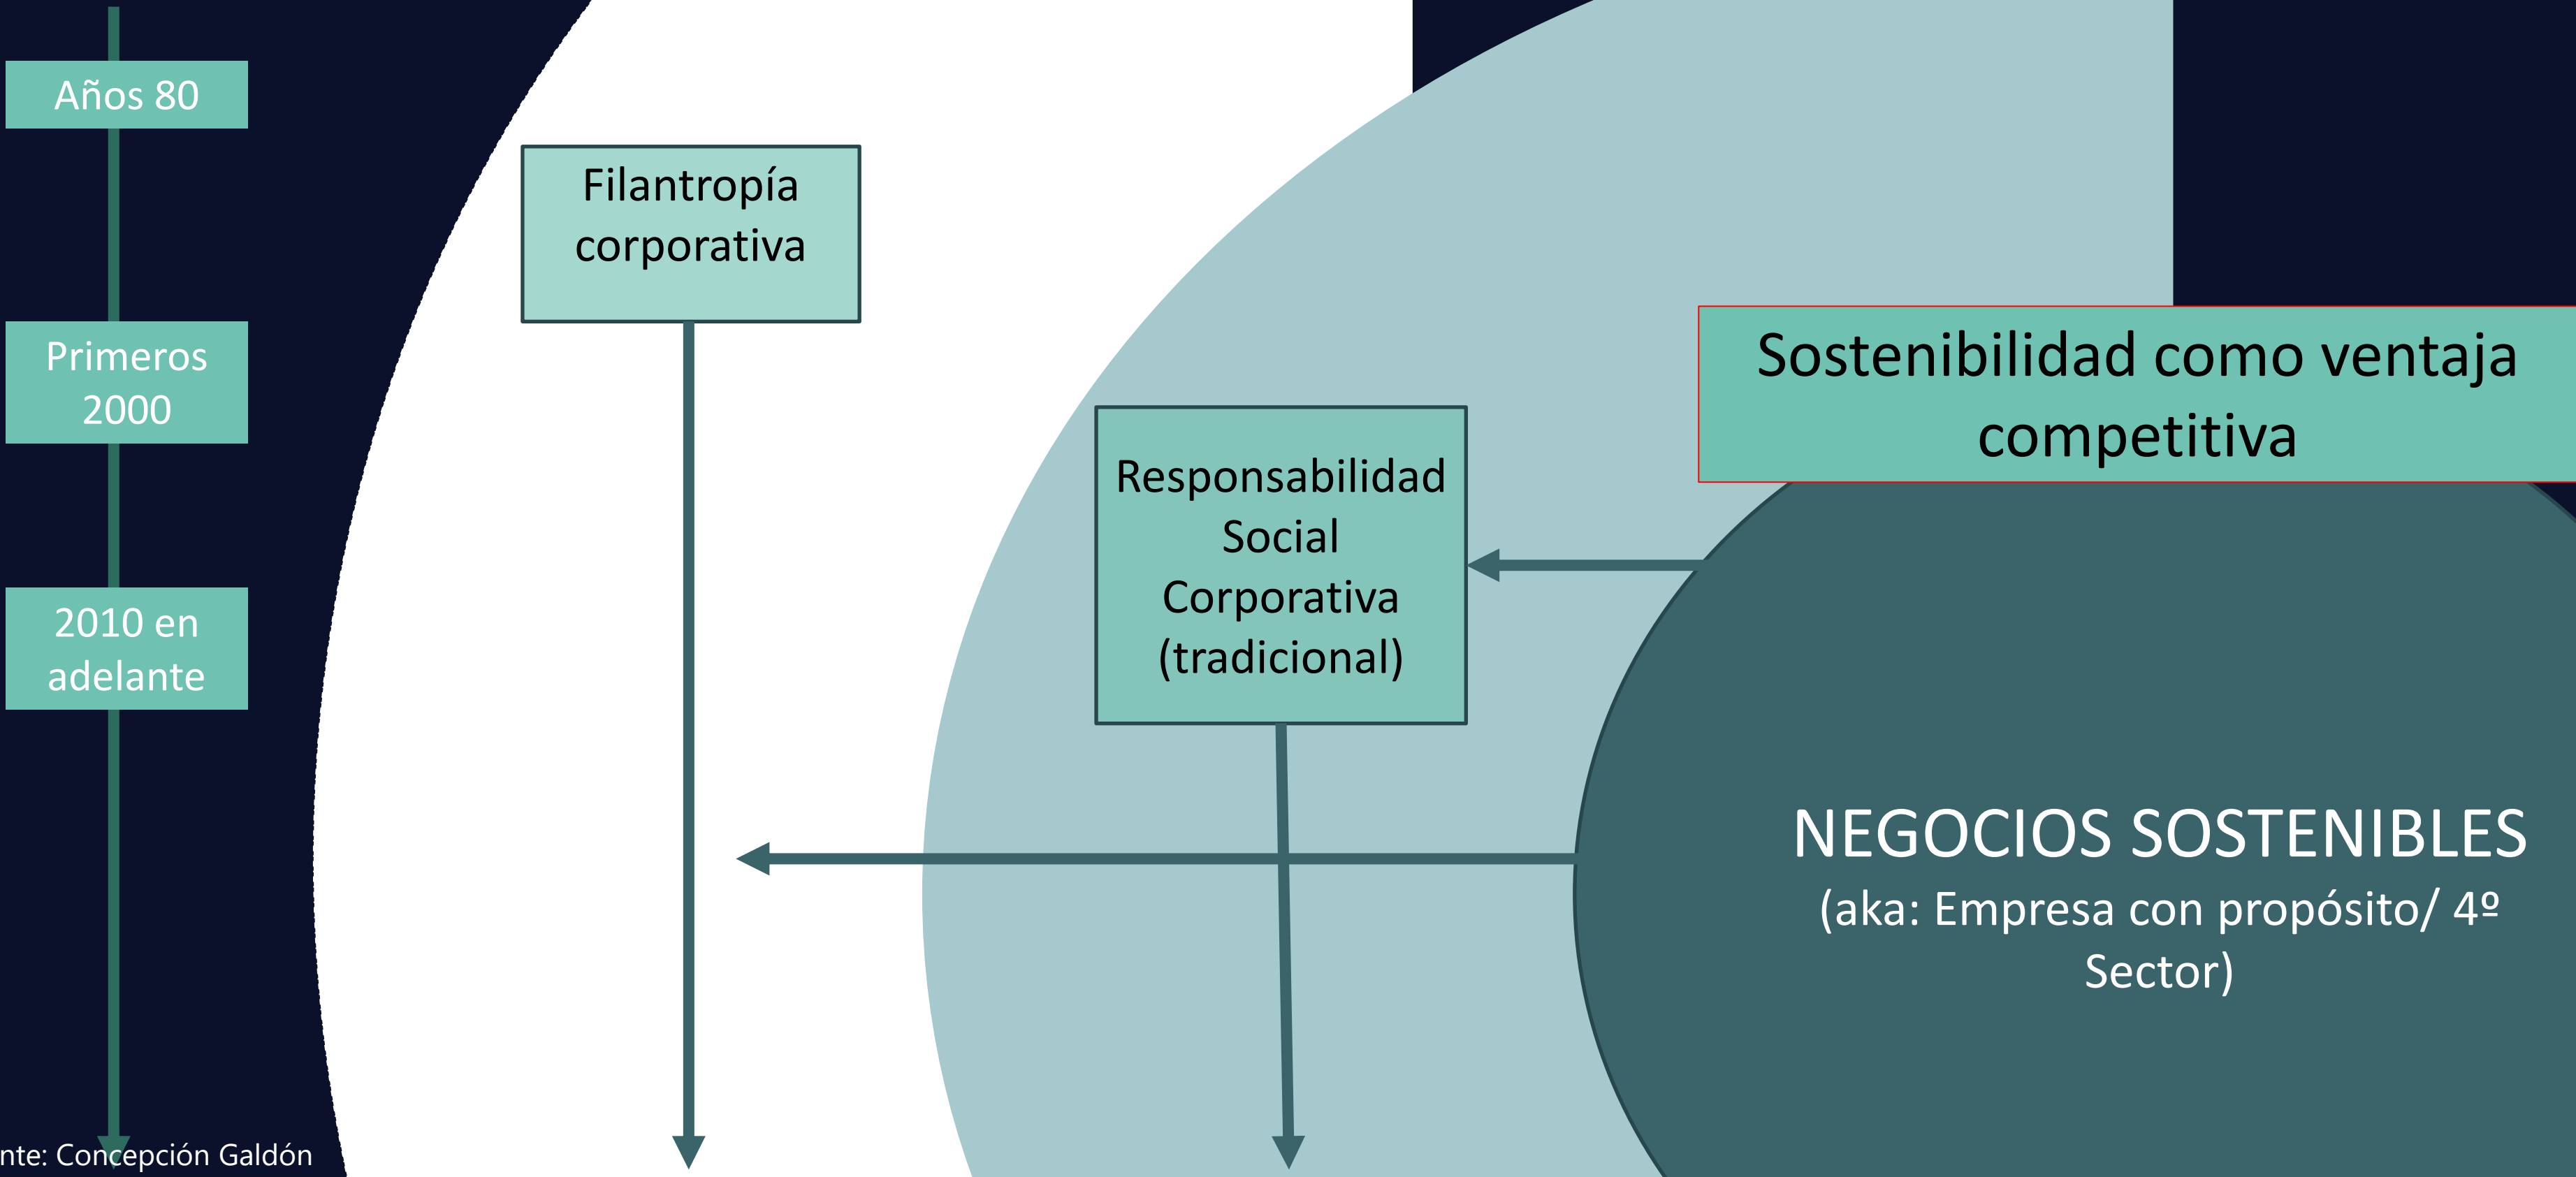 Años 80
Primeros
2000
2010 en
adelante
Filantropía
corporativa
Responsabilidad
Social
Corporativa
(tradicional)
Sostenibilidad como ventaja
competitiva
NEGOCIOS SOSTENIBLES
(aka: Empresa con propósito/ 4º
Sector)
nte: Concepción Galdón